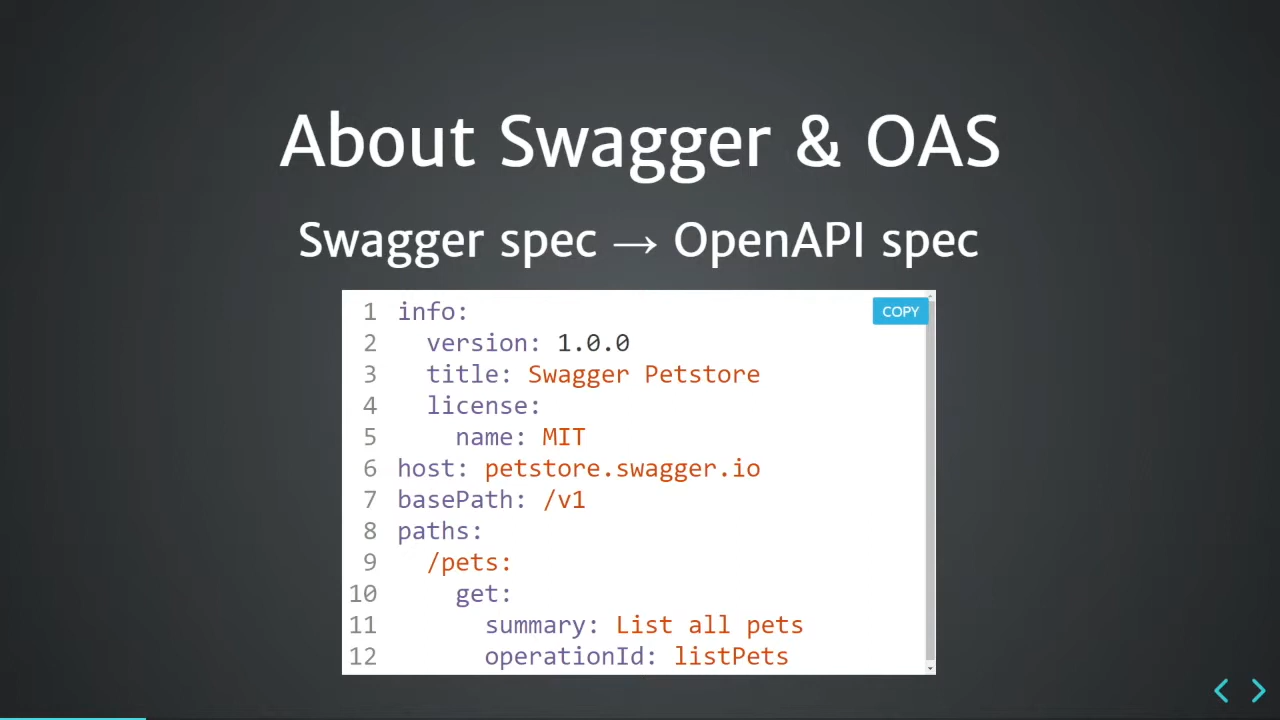 About Swagger & OAS
Swagger spec → OpenAPI spec
COPY
1 info:
2   version: 1.0.0
3   title: Swagger Petstore
4   license:
5     name: MIT
6 host: petstore.swagger.io
7 basePath: /v1
8 paths:
9   /pets:
10     get:
11       summary: List all pets
12       operationId: listPets